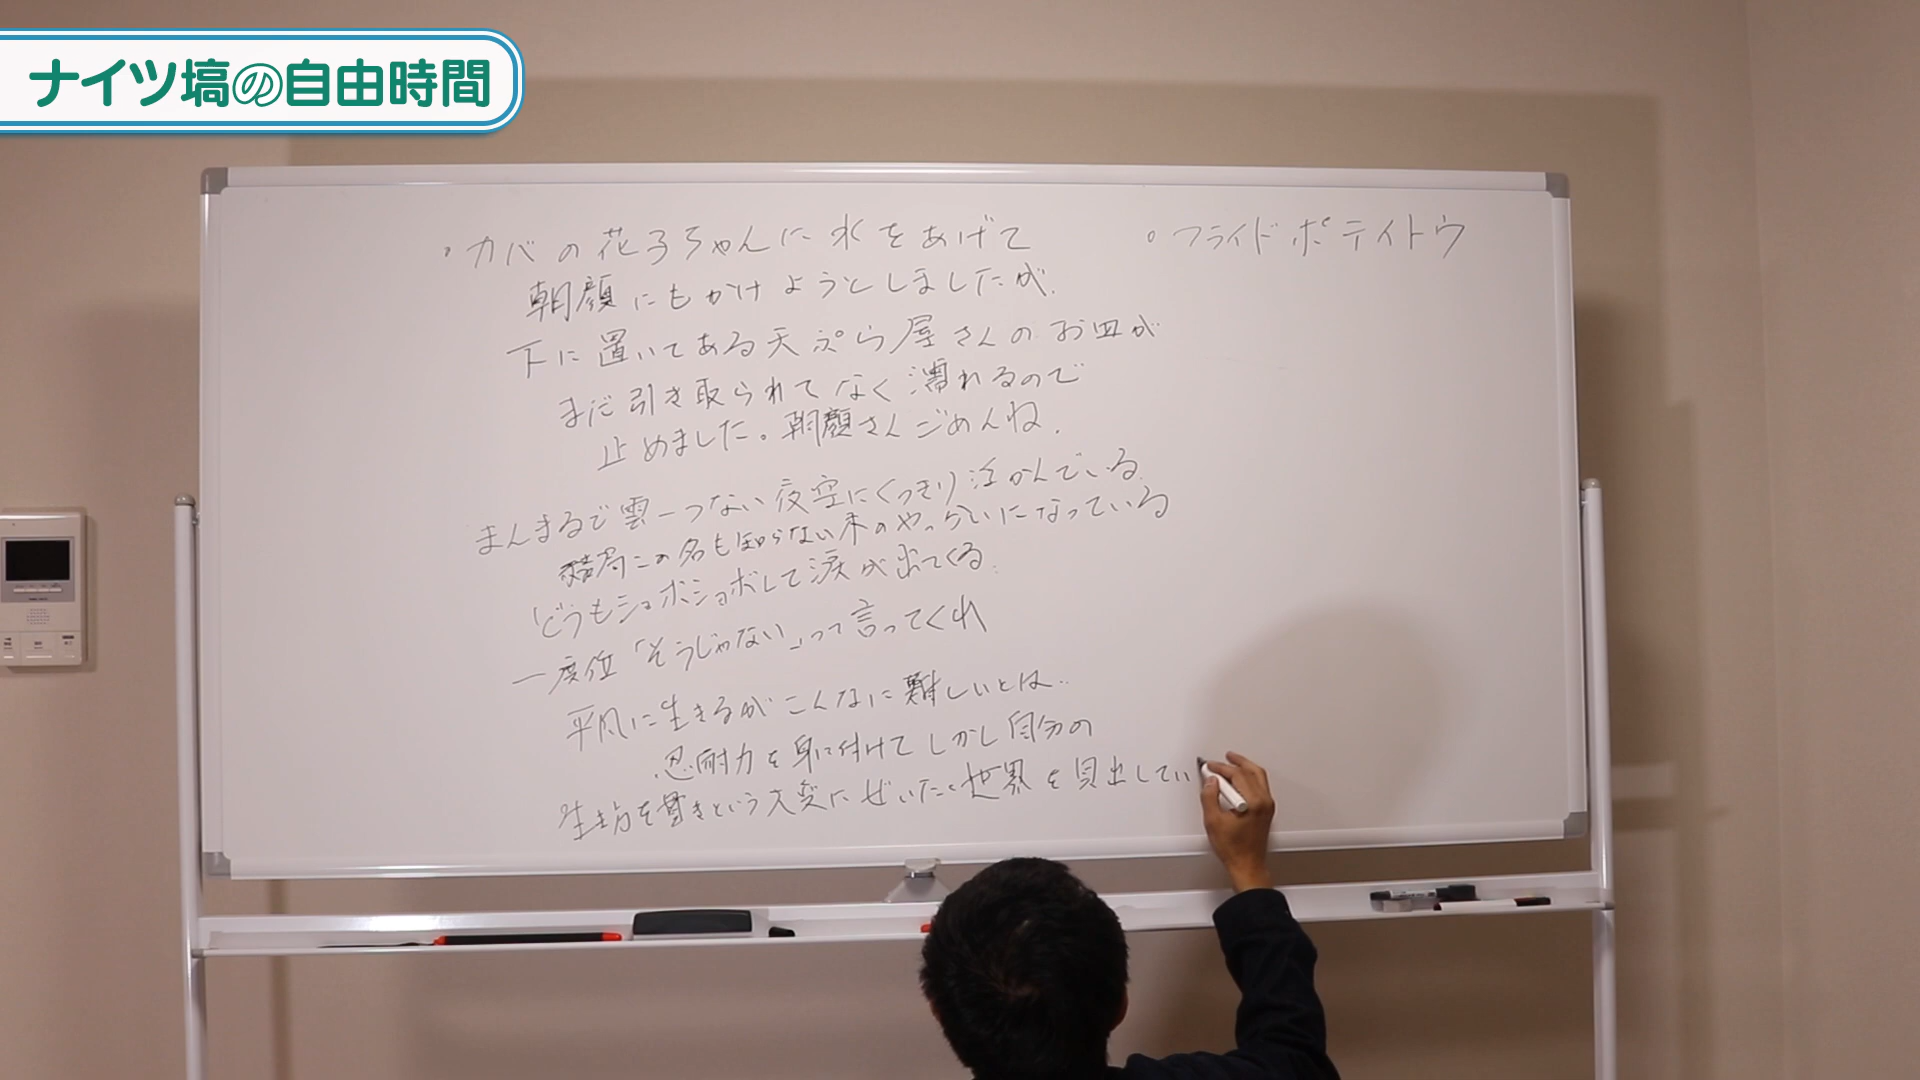 ナイツ塙の自由時間
・カバの花子ちゃんに水をあげて
朝顔にもかけようとしましたが、
下に置いてある天ぷら屋さんのお皿が
まだ引き取られてなく濡れるので
止めました。朝顔さんごめんね.
まんまるで雲一つない夜空にくっきり浮かんでいる
結局この名も知らない木のやっかいになっている
どうもショボショボして涙が出てくる.
一度位「そうじゃない」って言ってくれ
平凡に生きるがこんなに難しいとは..
忍耐力を身に付けて しかし自分の
という大変にぜいたく世界を見出してい
・フライドポテイトウ